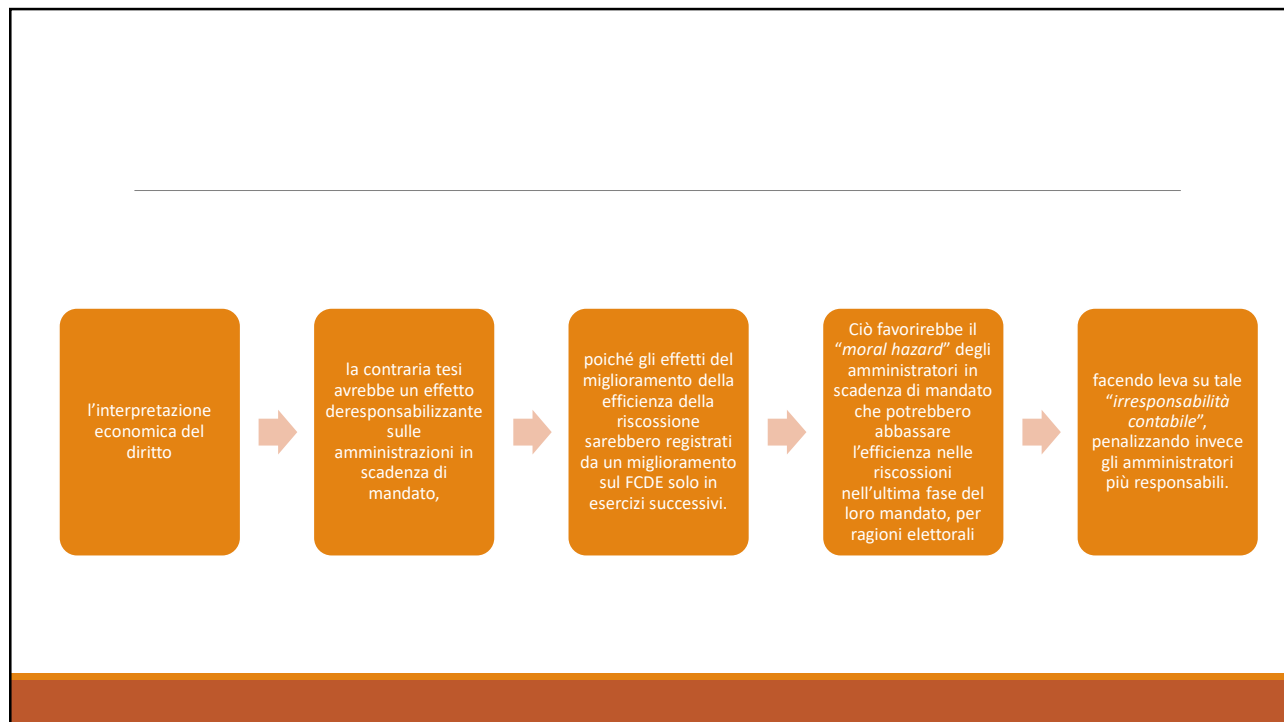 l’interpretazione
economica del
diritto
la contraria tesi
avrebbe un effetto
deresponsabilizzante
sulle
amministrazioni in
scadenza di
mandato,
poiché gli effetti del
miglioramento della
efficienza della
riscossione
sarebbero registrati
da un miglioramento
sul FCDE solo in
esercizi successivi.
Ciò favorirebbe il
“moral hazard” degli
amministratori in
scadenza di mandato
che potrebbero
abbassare
l’efficienza nelle
riscossioni
nell’ultima fase del
loro mandato, per
ragioni elettorali
facendo leva su tale
“irresponsabilità
contabile”,
penalizzando invece
gli amministratori
più responsabili.